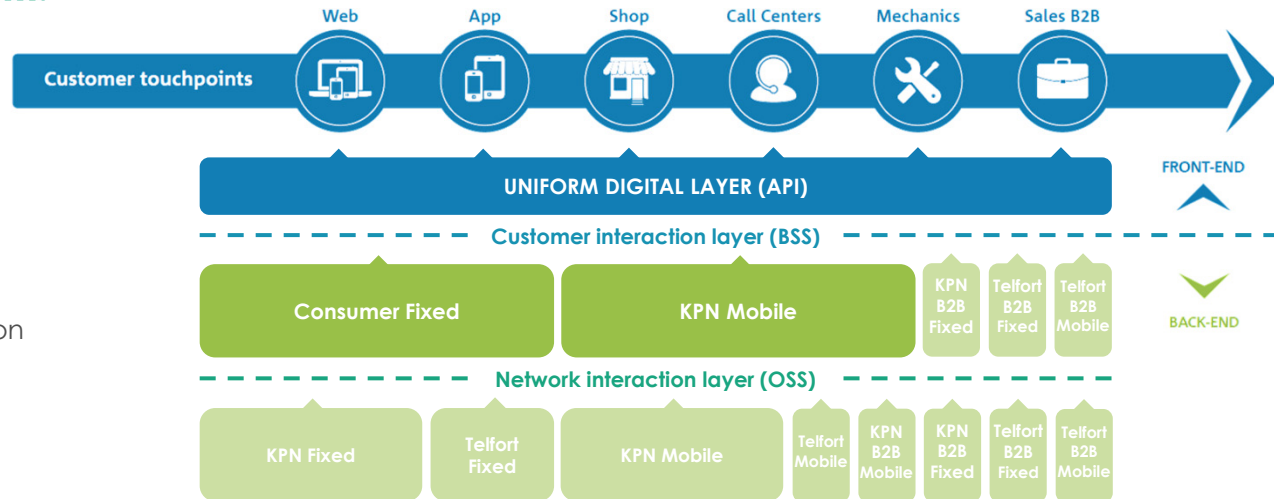 Web
App
Shop
Call Centers
Mechanics
Sales B2B
Customer touchpoints
UNIFORM DIGITAL LAYER (API)
FRONT-END
Customer interaction layer (BSS)
Consumer Fixed
KPN Mobile
KPN
B2B
Fixed
Telfort
B2B
Fixed
Telfort
B2B
Mobile
BACK-END
on
Network interaction layer (OSS)
KPN Fixed
Telfort
Fixed
KPN Mobile
Telfort
Mobile
KPN
B2B
Mobile
KPN
B2B
Fixed
Telfort
B2B
Fixed
Telfort
B2B
Mobile